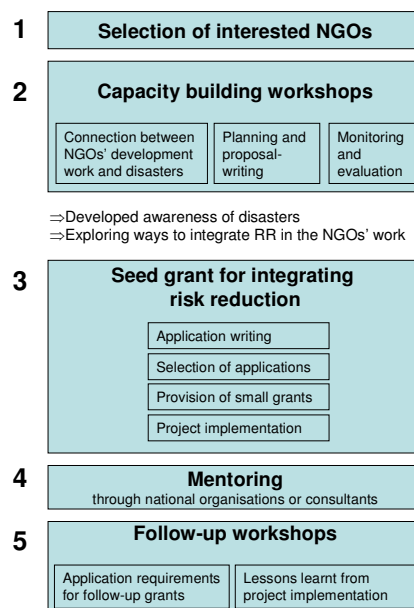 1
Selection of interested NGOs
2
Capacity building workshops
Connection between
NGOs' development
work and disasters
Planning and
proposal-
writing
Monitoring
and
evaluation
⇒Developed awareness of disasters
⇒Exploring ways to integrate RR in the NGOs' work
3
Seed grant for integrating
risk reduction
Application writing
Selection of applications
Provision of small grants
Project implementation
4
Mentoring
through national organisations or consultants
5
Follow-up workshops
Application requirements
for follow-up grants
Lessons learnt from
project implementation